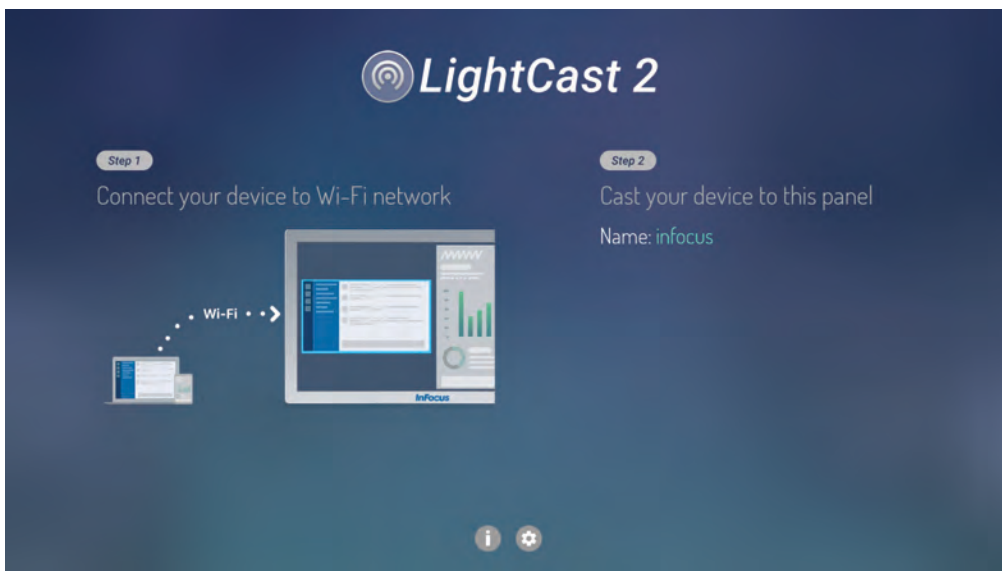 LightCast 2
Step 1
Connect your device to Wi-Fi network
Wi-Fi
InFocus
Step 2
Cast your device to this panel
Name: infocus